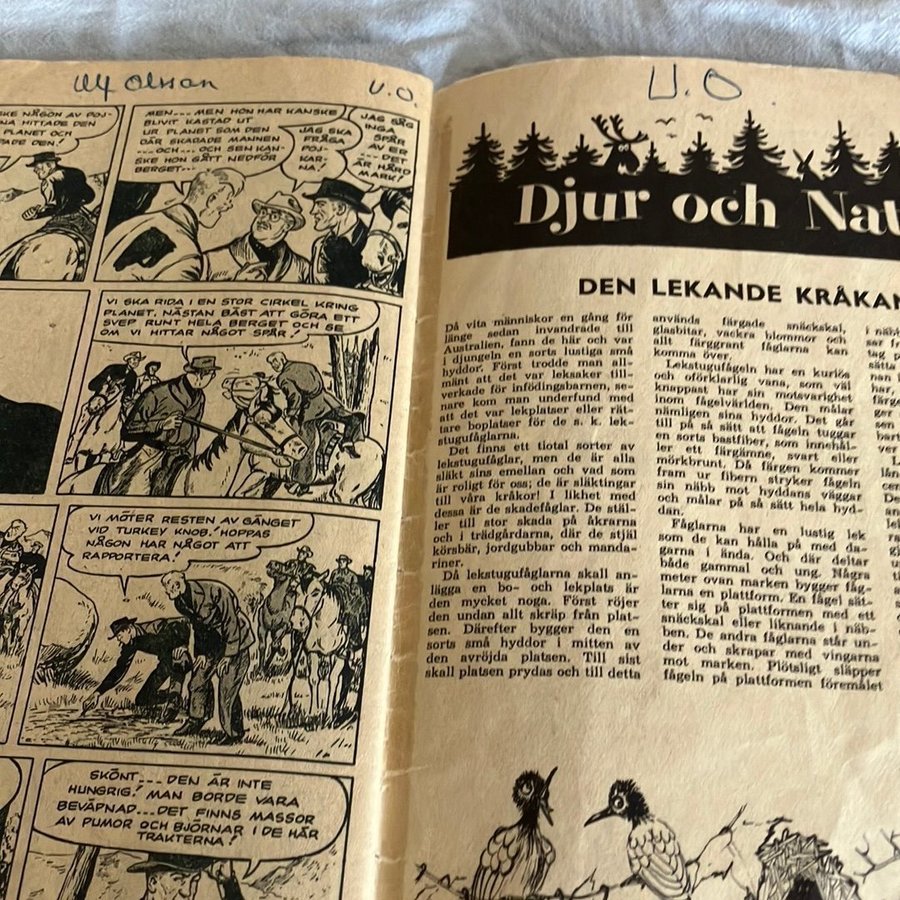 Ulf Olsson
U.O.
U.O.
KE NÅGON AV POJ-
NA HITTADE DEN
PLANET OCH
ADE DEN!
MEN---MEN HON HAR KANSKE
BLIVIT KASTAD UT
UR PLANET SOM DEN
DÄR SKADADE MANNEN
---OCH---OCH SEN KAN-
SKE HON GÅTT NEDFÖR
BERGET---
JAG SKA
FRÅGA
POJ-
KAR-
NA!
JAG SÅG
INGA
SPÅR
AV ER
---DET
ÄR HÅRD
MARK!
VI SKA RIDA I EN STOR CIRKEL KRING
PLANET, NÄSTAN BÄST ATT GÖRA ETT
SVEP RUNT HELA BERGET OCH SE
OM VI HITTAR NÅGOT SPÅR!
VI MÖTER RESTEN AV GÄNGET
VID TURKEY KNOB! HOPPAS
NÅGON HAR NÅGOT ATT
RAPPORTERA!
SKÖNT---DEN ÄR INTE
HUNGRIG! MAN BORDE VARA
BEVÄPNAD---DET FINNS MASSOR
AV PUMOR OCH BJÖRNAR I DE HÄR
TRAKTERNA!
Djur och Nat
DEN LEKANDE KRÅKAN
Då vita människor en gång för
länge sedan invandrade till
Australien, fann de här och var
i djungeln en sorts lustiga små
hyddor. Först trodde man all-
mänt att det var leksaker till-
verkade för infödingsbarnen, se-
nare kom man underfund med
att det var lekplatser eller rät-
tare boplatser för de s. k. lek-
stugufåglarna.
Det finns ett tiotal sorter av
lekstugufåglar, men de är alla
släkt sins emellan och vad som
är roligt för oss; de är släktingar
till våra kråkor! I likhet med
dessa är de skadefåglar. De stäl-
ler till stor skada på åkrarna
och i trädgårdarna, där de stjäl
körsbär, jordgubbar och manda-
riner.
Då lekstugufåglarna skall an-
lägga en bo- och lekplats är
den mycket noga. Först röjer
den undan allt skräp från plat-
sen. Därefter bygger den en
sorts små hyddor i mitten av
den avröjda platsen. Till sist
skall platsen prydas och till detta
används färgade snäckskal,
glasbitar, vackra blommor och
allt färggrant fåglarna kan
komma över.
Lekstugufågeln har en kuriös
och oförklarlig vana, som väl
knappast har sin motsvarighet
inom fågelvärlden. Den målar
nämligen sina hyddor. Det går
till på så sätt att fågeln tuggar
en sorts bastfiber, som innehål-
ler ett färgämne, svart eller
mörkbrunt. Då färgen kommer
fram ur fibern stryker fågeln
sin näbb mot hyddans väggar
och målar på så sätt hela hyd-
dan.
Fåglarna har en lustig lek
som de kan hålla på med da-
garna i ända. Och där deltar
både gammal och ung. Några
meter ovan marken bygger fåg-
larna en plattform. En fågel sät-
ter sig på plattformen med ett
snäckskal eller liknande i näb-
ben. De andra fåglarna står un-
der och skrapar med vingarna
mot marken. Plötsligt släpper
fågeln på plattformen föremålet
i näbb
sar fr
tag p
sätta
nan
har,
färge
ger
sen
bart
ver